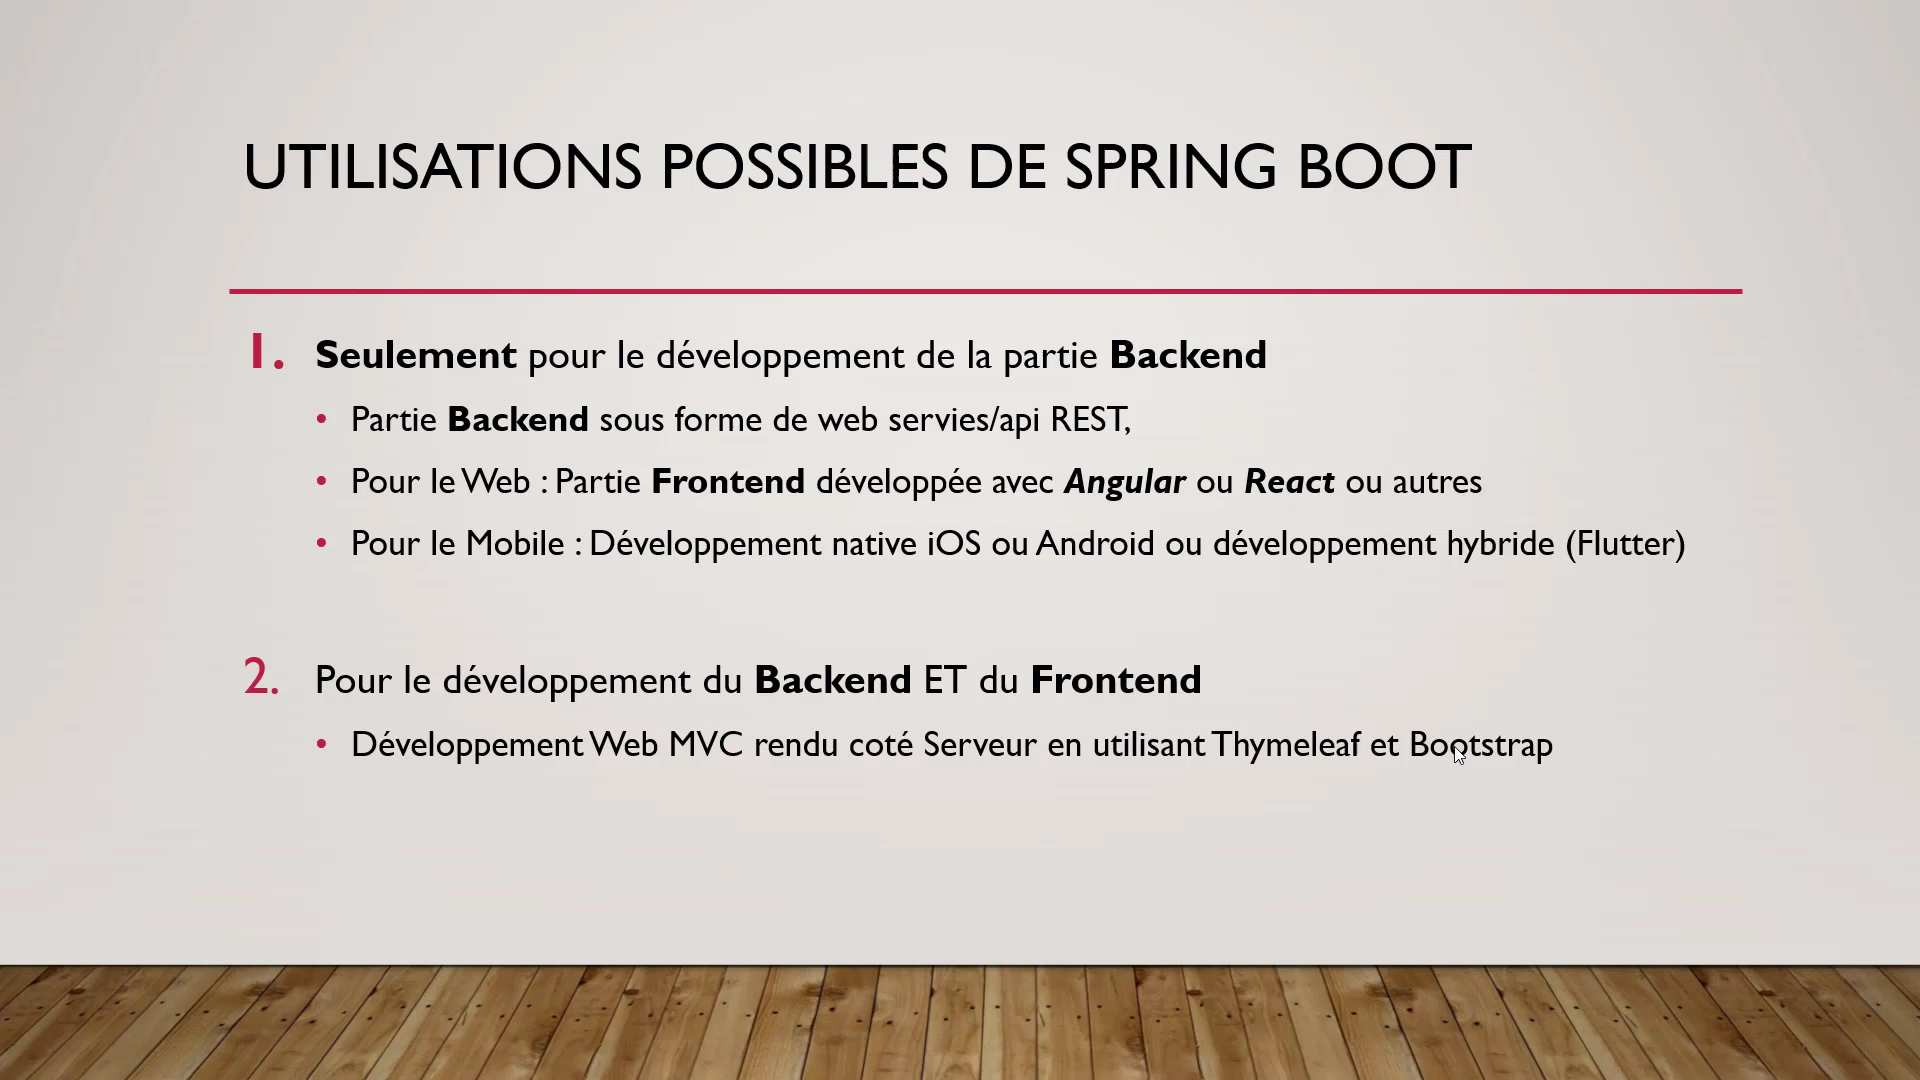 UTILISATIONS POSSIBLES DE SPRING BOOT
1. Seulement pour le développement de la partie Backend
• Partie Backend sous forme de web servies/api REST,
• Pour le Web : Partie Frontend développée avec Angular ou React ou autres
• Pour le Mobile : Développement native iOS ou Android ou développement hybride (Flutter)
2. Pour le développement du Backend ET du Frontend
• Développement Web MVC rendu coté Serveur en utilisant Thymeleaf et Bootstrap